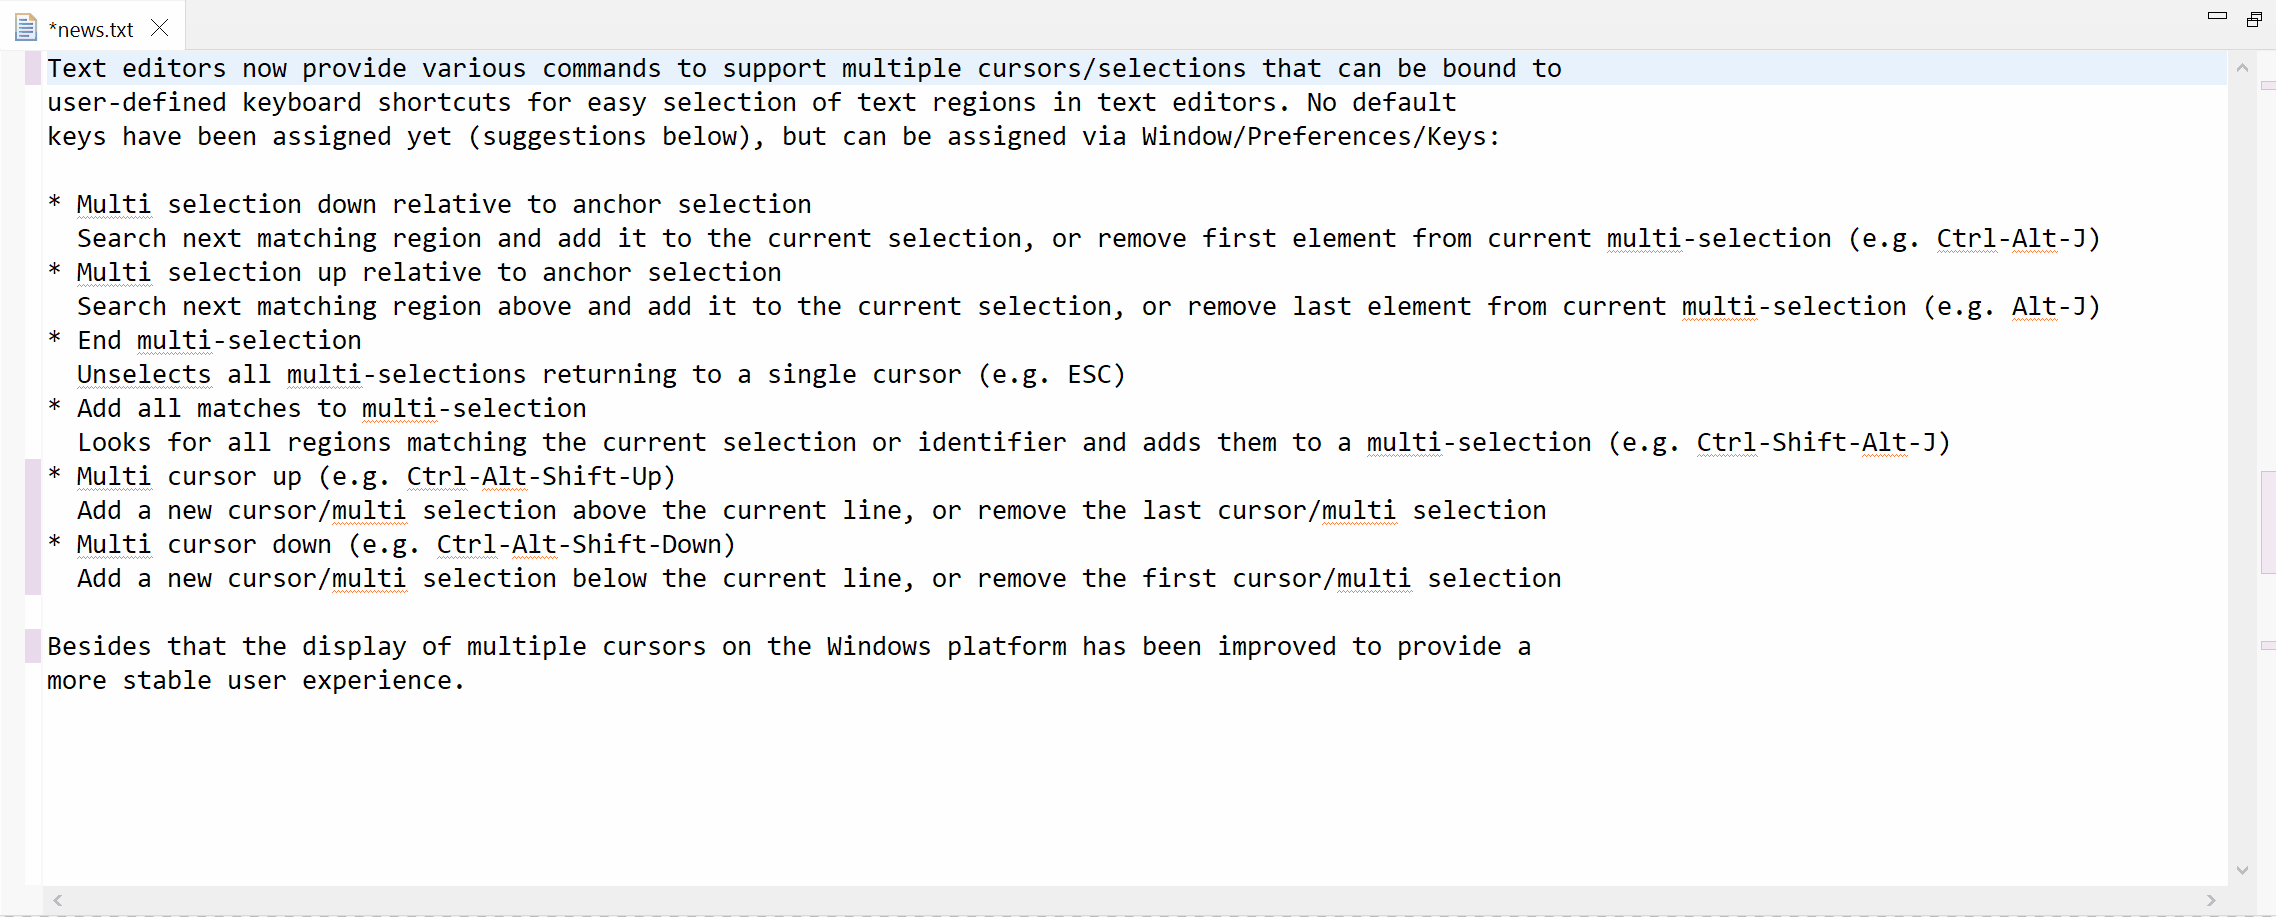 *news.txt
Text editors now provide various commands to support multiple cursors/selections that can be bound to
user-defined keyboard shortcuts for easy selection of text regions in text editors. No default
keys have been assigned yet (suggestions below), but can be assigned via Window/Preferences/Keys:
* Multi selection down relative to anchor selection
Search next matching region and add it to the current selection, or remove first element from current multi-selection (e.g. Ctrl-Alt-J)
* Multi selection up relative to anchor selection
Search next matching region above and add it to the current selection, or remove last element from current multi-selection (e.g. Alt-J)
* End multi-selection
Unselects all multi-selections returning to a single cursor (e.g. ESC)
* Add all matches to multi-selection
Looks for all regions matching the current selection or identifier and adds them to a multi-selection (e.g. Ctrl-Shift-Alt-J)
* Multi cursor up (e.g. Ctrl-Alt-Shift-Up)
Add a new cursor/multi selection above the current line, or remove the last cursor/multi selection
* Multi cursor down (e.g. Ctrl-Alt-Shift-Down)
Add a new cursor/multi selection below the current line, or remove the first cursor/multi selection
Besides that the display of multiple cursors on the Windows platform has been improved to provide a
more stable user experience.